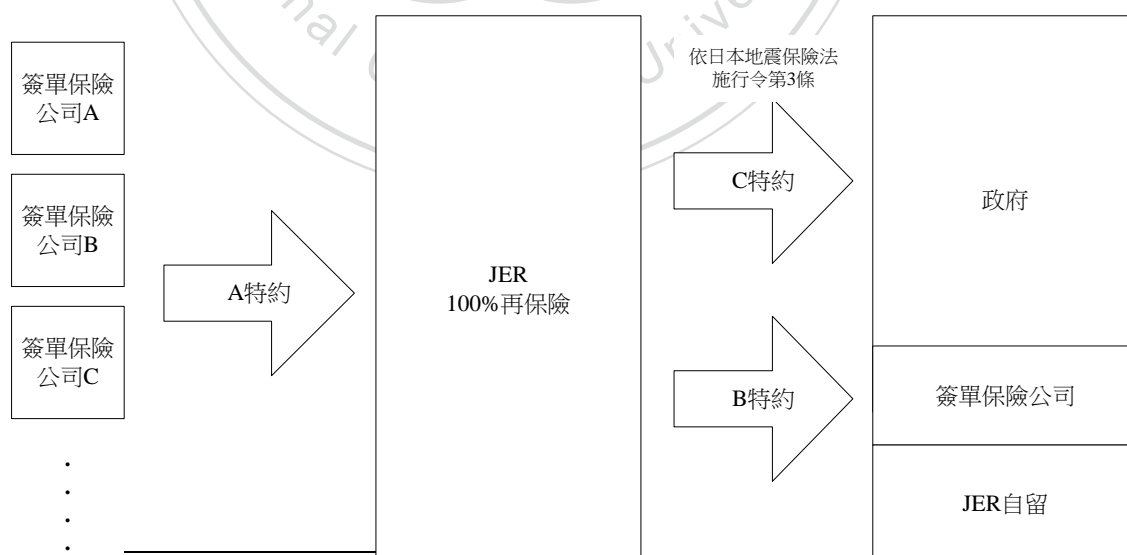 簽單保險
公司A
簽單保險
公司B
簽單保險
公司C
A特約
JER
100%再保險
依日本地震保險法
施行令第3條
C特約
B特約
政府
簽單保險公司
JER自留